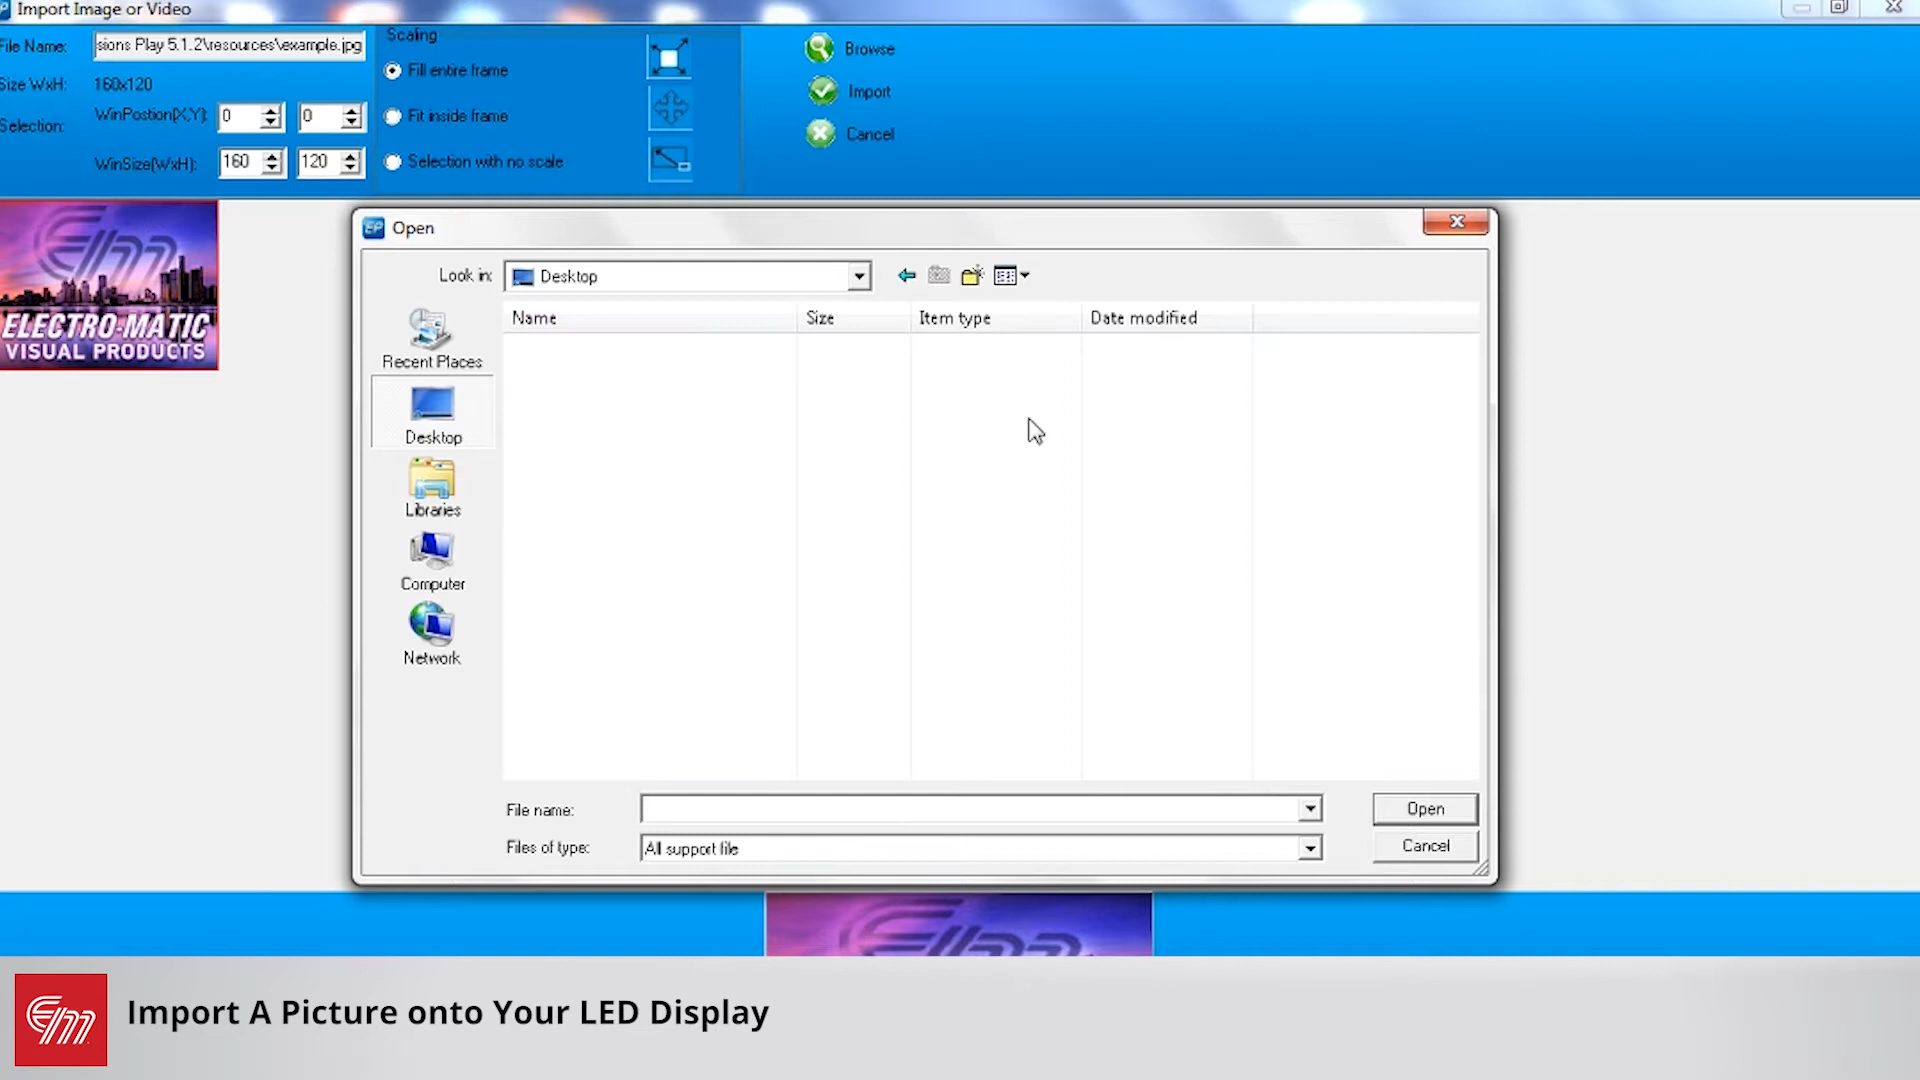 Import Image or Video
File Name: sions Play 5.1.2\resources\example.jpg
Size WxH: 160x120
Selection:
WinPostion(X,Y): 0 0
WinSize(WxH): 160 120
Scaling
Fill entire frame
Fit inside frame
Selection with no scale
Browse
Import
Cancel
ELECTRO-MATIC
VISUAL PRODUCTS
EP Open
Look in: Desktop
Name Size Item type Date modified
Recent Places
Desktop
Libraries
Computer
Network
File name: Open
Files of type: All support file Cancel
Import A Picture onto Your LED Display